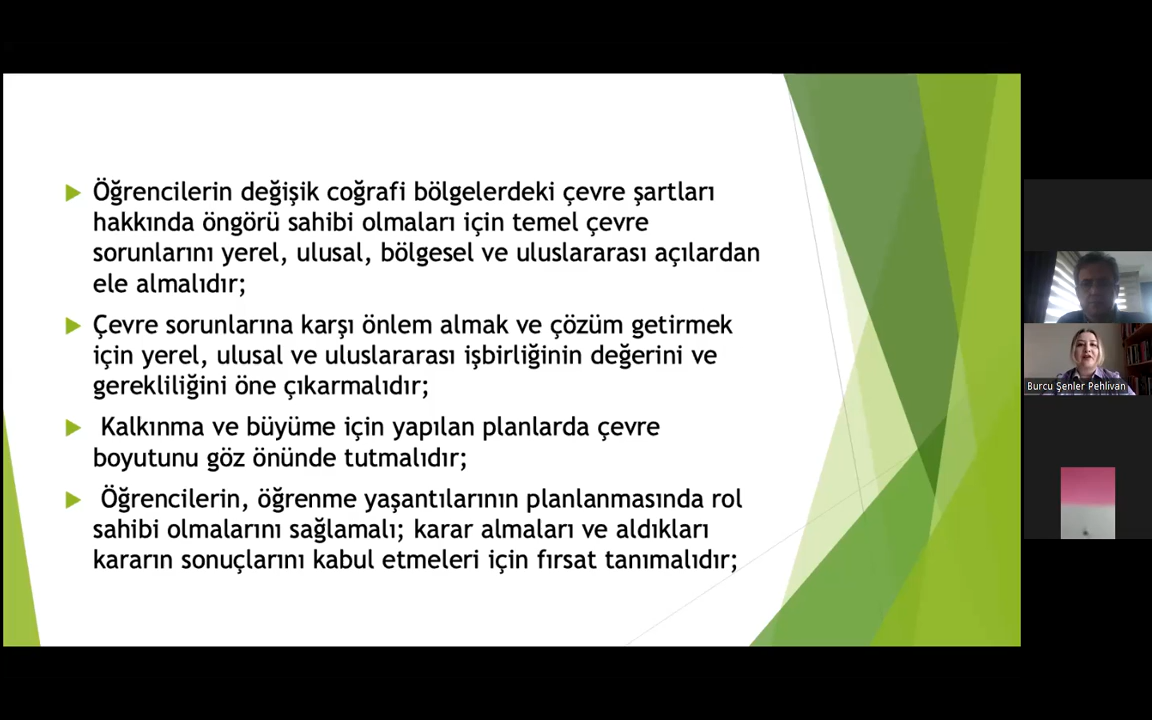 Öğrencilerin değişik coğrafi bölgelerdeki çevre şartları
hakkında öngörü sahibi olmaları için temel çevre
sorunlarını yerel, ulusal, bölgesel ve uluslararası açılardan
ele almalıdır;
Çevre sorunlarına karşı önlem almak ve çözüm getirmek
için yerel, ulusal ve uluslararası işbirliğinin değerini ve
gerekliliğini öne çıkarmalıdır;
Kalkınma ve büyüme için yapılan planlarda çevre
boyutunu göz önünde tutmalıdır;
Öğrencilerin, öğrenme yaşantılarının planlanmasında rol
sahibi olmalarını sağlamalı; karar almaları ve aldıkları
kararın sonuçlarını kabul etmeleri için fırsat tanımalıdır;
Burcu Şenler Pehlivan